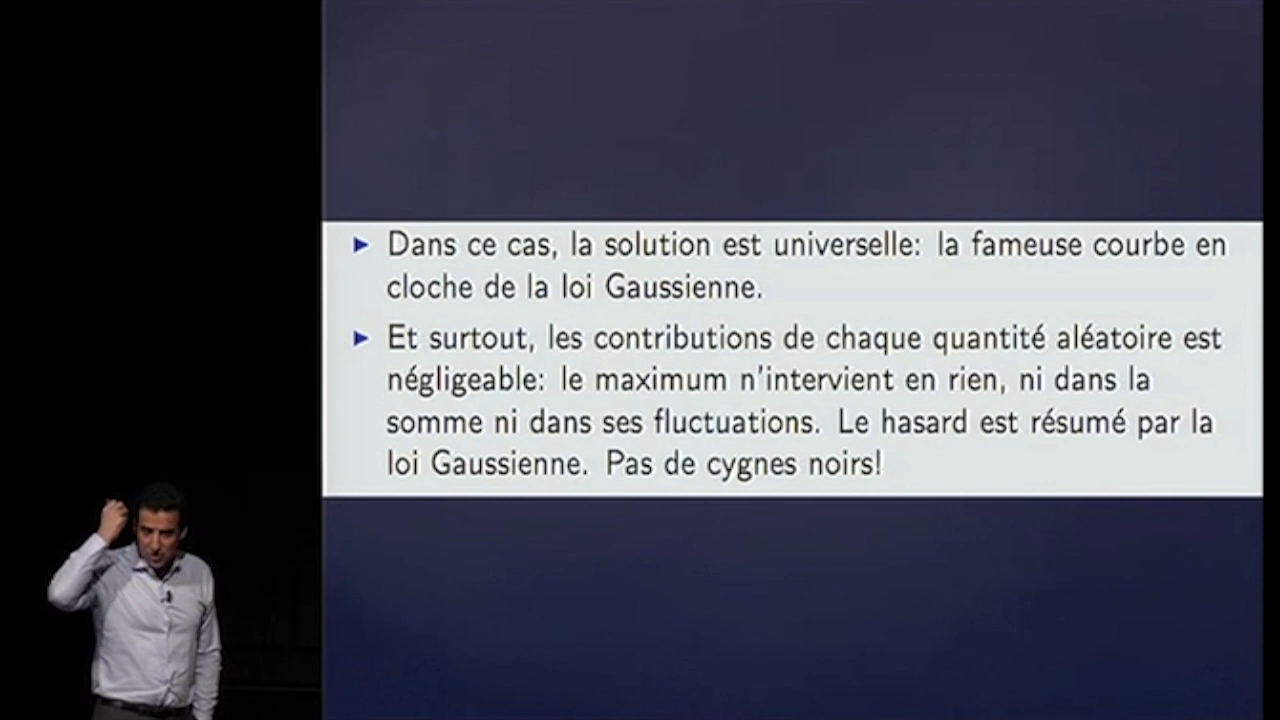 Dans ce cas, la solution est universelle: la fameuse courbe en
cloche de la loi Gaussienne.
Et surtout, les contributions de chaque quantité aléatoire est
négligeable: le maximum n'intervient en rien, ni dans la
somme ni dans ses fluctuations. Le hasard est résumé par la
loi Gaussienne. Pas de cygnes noirs!